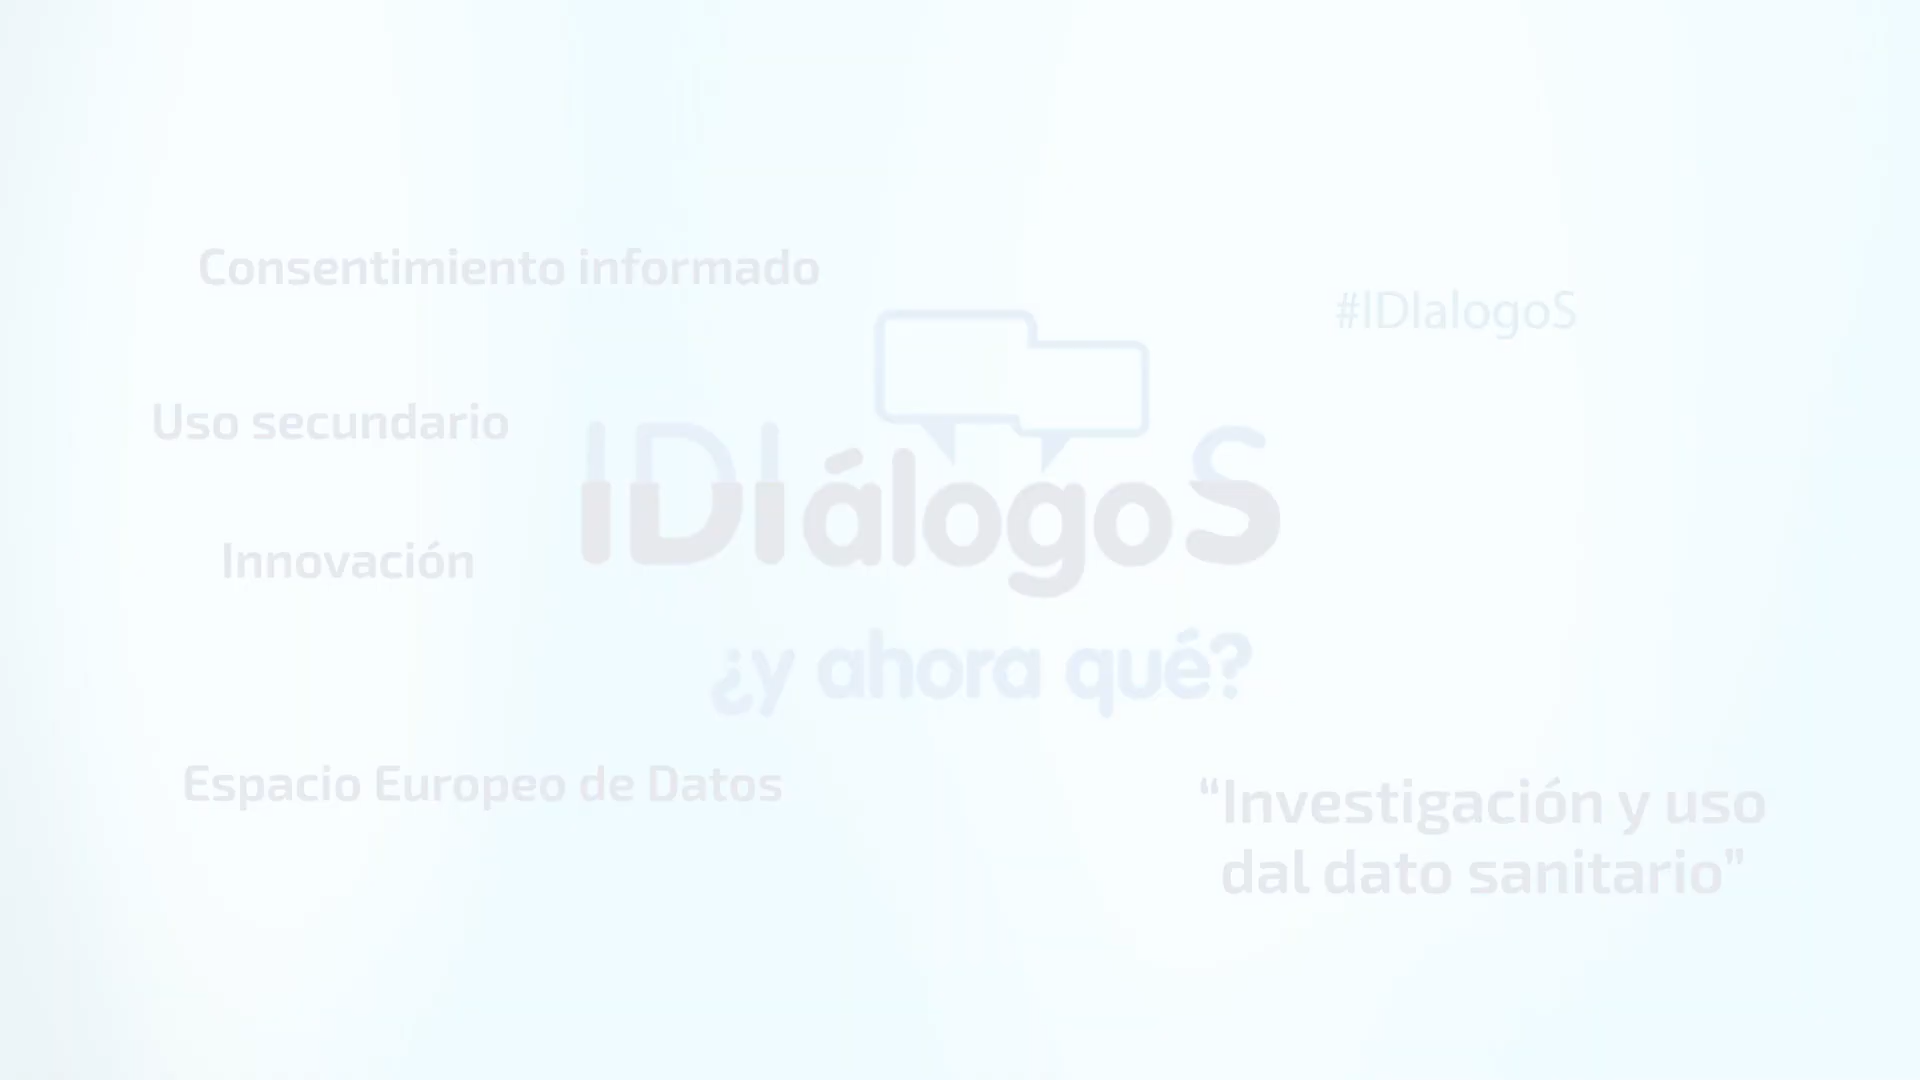 Consentimiento informado
#IDIalogoS
Uso secundario
IDIálogoS
Innovación
¿y ahora qué?
Espacio Europeo de Datos
“Investigación y uso
dal dato sanitario”